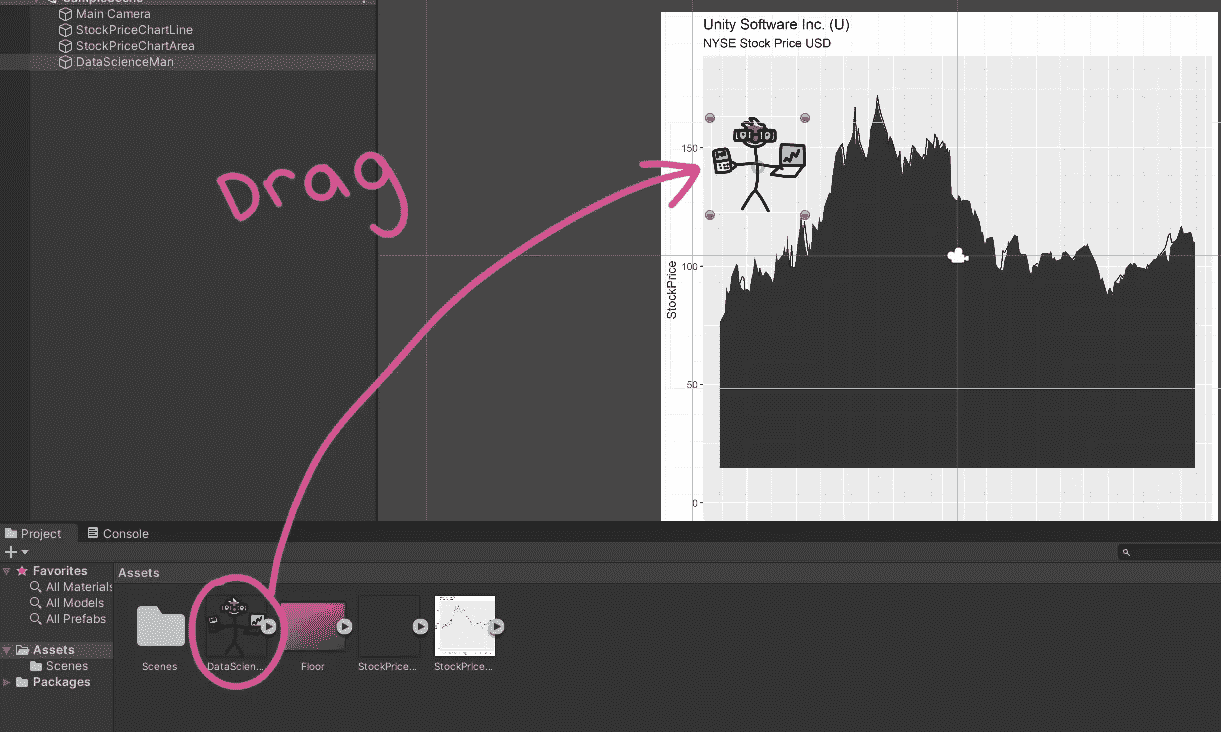 Main Camera
StockPriceChartLine
StockPriceChartArea
DataScienceMan
Drag
Unity Software Inc. (U)
NYSE Stock Price USD
150
100
50
0
StockPrice
Project
Console
Favorites
All Materials
All Models
All Prefabs
Assets
Scenes
Packages
Assets
Scenes
DataScien...
Floor
StockPrice...
StockPrice...